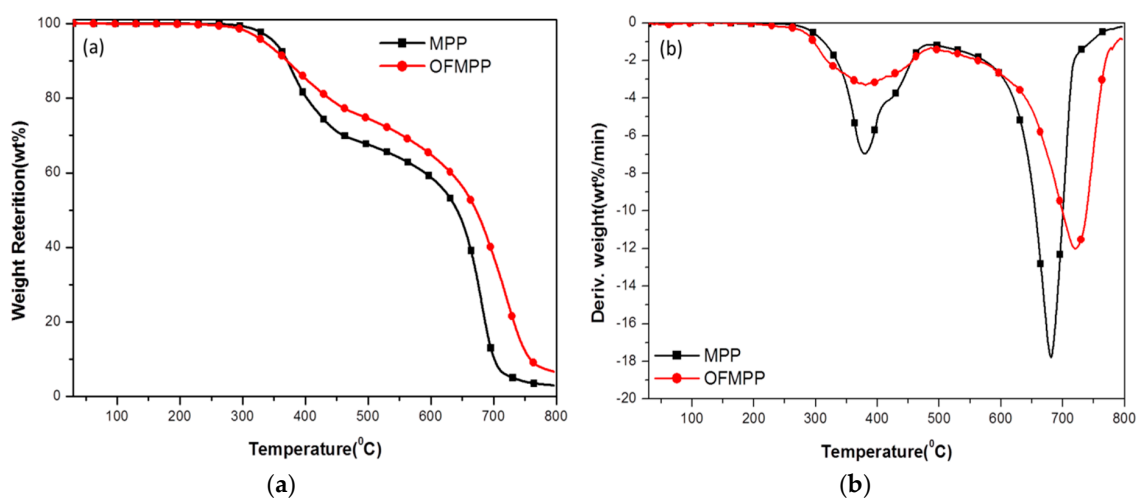 (a)
MPP
OFMPP
100
80
60
40
20
0
Weight Reterition(wt%)
100 200 300 400 500 600 700 800
Temperature(⁰C)
(a)
(b)
0
-2
-4
-6
-8
-10
-12
-14
-16
-18
-20
Deriv. weight(wt%/min)
MPP
OFMPP
100 200 300 400 500 600 700 800
Temperature(⁰C)
(b)